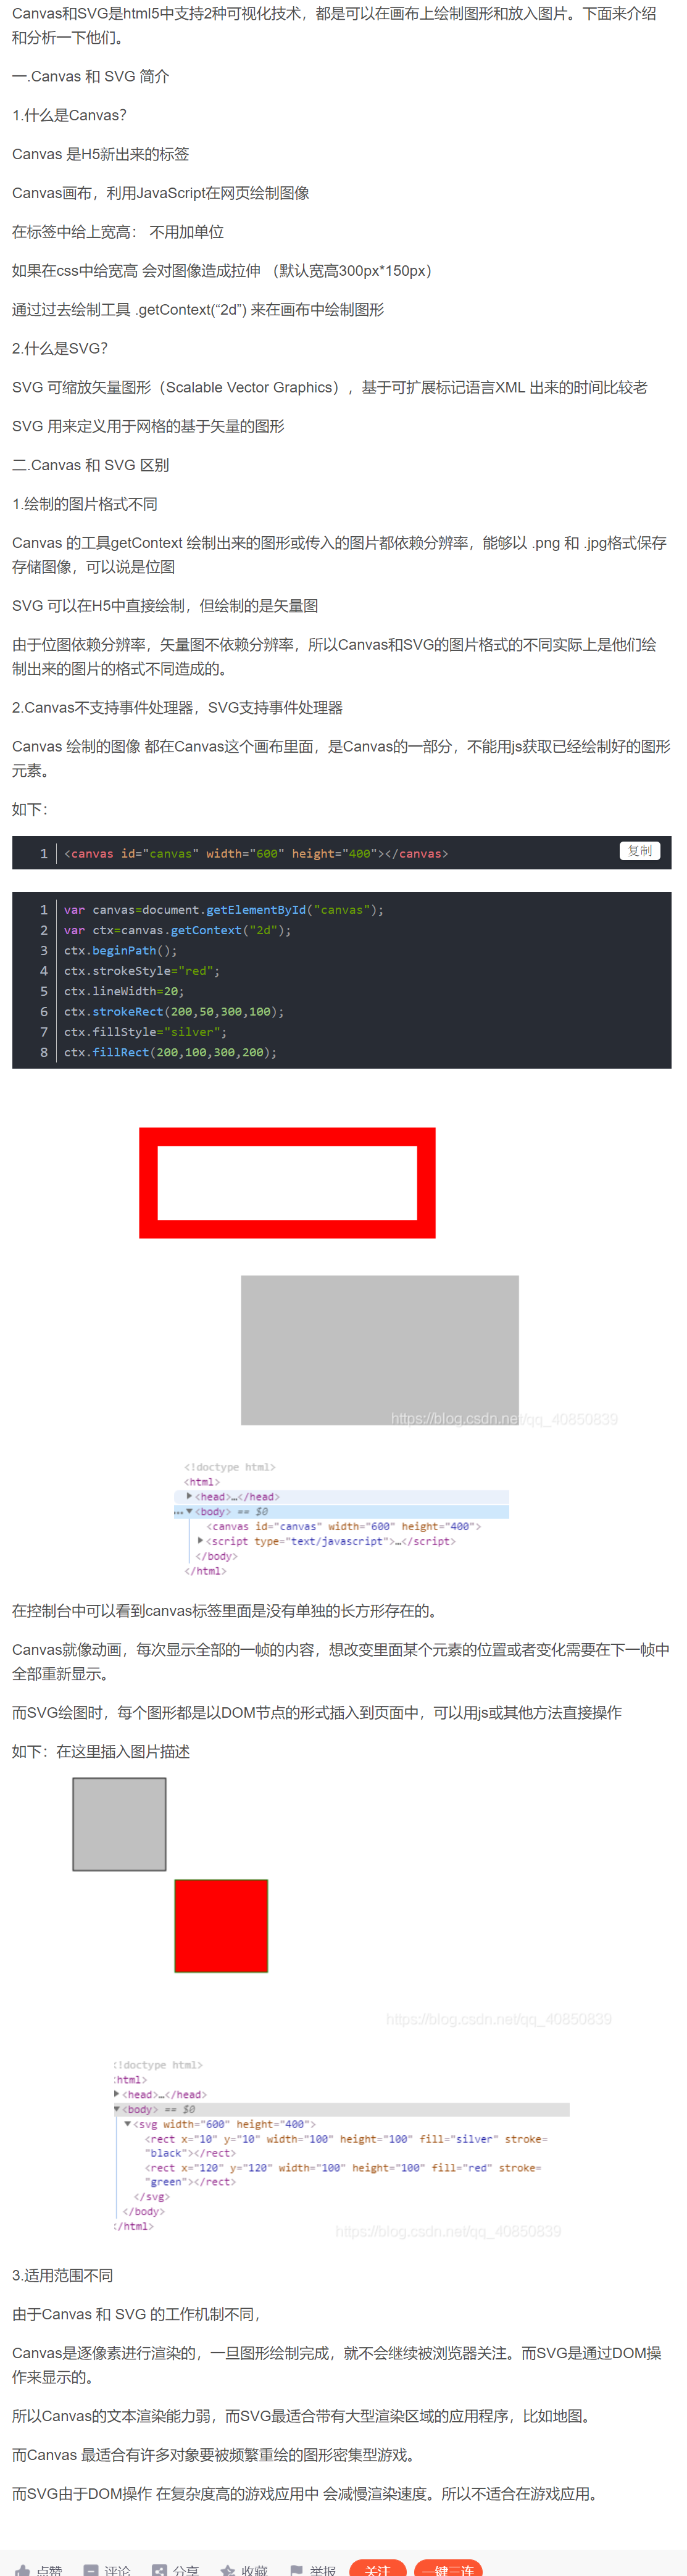 Canvas和SVG是html5中支持2种可视化技术，都是可以在画布上绘制图形和放入图片。下面来介绍
和分析一下他们。
一.Canvas 和 SVG 简介
1.什么是Canvas？
Canvas 是H5新出来的标签
Canvas画布，利用JavaScript在网页绘制图像
在标签中给上宽高： 不用加单位
如果在css中给宽高 会对图像造成拉伸 （默认宽高300px*150px）
通过过去绘制工具 .getContext(“2d”) 来在画布中绘制图形
2.什么是SVG？
SVG 可缩放矢量图形（Scalable Vector Graphics），基于可扩展标记语言XML 出来的时间比较老
SVG 用来定义用于网格的基于矢量的图形
二.Canvas 和 SVG 区别
1.绘制的图片格式不同
Canvas 的工具getContext 绘制出来的图形或传入的图片都依赖分辨率，能够以 .png 和 .jpg格式保存
存储图像，可以说是位图
SVG 可以在H5中直接绘制，但绘制的是矢量图
由于位图依赖分辨率，矢量图不依赖分辨率，所以Canvas和SVG的图片格式的不同实际上是他们绘
制出来的图片的格式不同造成的。
2.Canvas不支持事件处理器，SVG支持事件处理器
Canvas 绘制的图像 都在Canvas这个画布里面，是Canvas的一部分，不能用js获取已经绘制好的图形
元素。
如下：
1 <canvas id="canvas" width="600" height="400"></canvas> 复制
1 var canvas=document.getElementById("canvas");
2 var ctx=canvas.getContext("2d");
3 ctx.beginPath();
4 ctx.strokeStyle="red";
5 ctx.lineWidth=20;
6 ctx.strokeRect(200,50,300,100);
7 ctx.fillStyle="silver";
8 ctx.fillRect(200,100,300,200);
https://blog.csdn.net/qq_40850839
<!doctype html>
<html>
▶<head>…</head>
…▼<body> == $0
<canvas id="canvas" width="600" height="400">
▶<script type="text/javascript">…</script>
</body>
</html>
在控制台中可以看到canvas标签里面是没有单独的长方形存在的。
Canvas就像动画，每次显示全部的一帧的内容，想改变里面某个元素的位置或者变化需要在下一帧中
全部重新显示。
而SVG绘图时，每个图形都是以DOM节点的形式插入到页面中，可以用js或其他方法直接操作
如下：在这里插入图片描述
https://blog.csdn.net/qq_40850839
<!doctype html>
<html>
▶<head>…</head>
▼<body> == $0
▼<svg width="600" height="400">
<rect x="10" y="10" width="100" height="100" fill="silver" stroke=
"black"></rect>
<rect x="120" y="120" width="100" height="100" fill="red" stroke=
"green"></rect>
</svg>
</body>
</html>
https://blog.csdn.net/qq_40850839
3.适用范围不同
由于Canvas 和 SVG 的工作机制不同，
Canvas是逐像素进行渲染的，一旦图形绘制完成，就不会继续被浏览器关注。而SVG是通过DOM操
作来显示的。
所以Canvas的文本渲染能力弱，而SVG最适合带有大型渲染区域的应用程序，比如地图。
而Canvas 最适合有许多对象要被频繁重绘的图形密集型游戏。
而SVG由于DOM操作 在复杂度高的游戏应用中 会减慢渲染速度。所以不适合在游戏应用。
点赞 评论 分享 收藏 举报 关注 一键三连